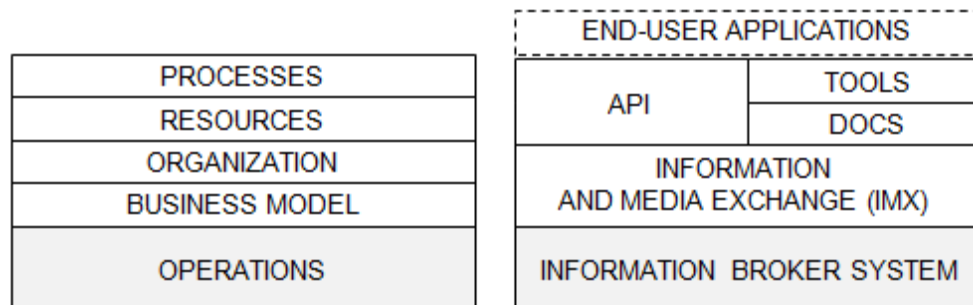 PROCESSES
RESOURCES
ORGANIZATION
BUSINESS MODEL
OPERATIONS
END-USER APPLICATIONS
API
TOOLS
DOCS
INFORMATION
AND MEDIA EXCHANGE (IMX)
INFORMATION BROKER SYSTEM